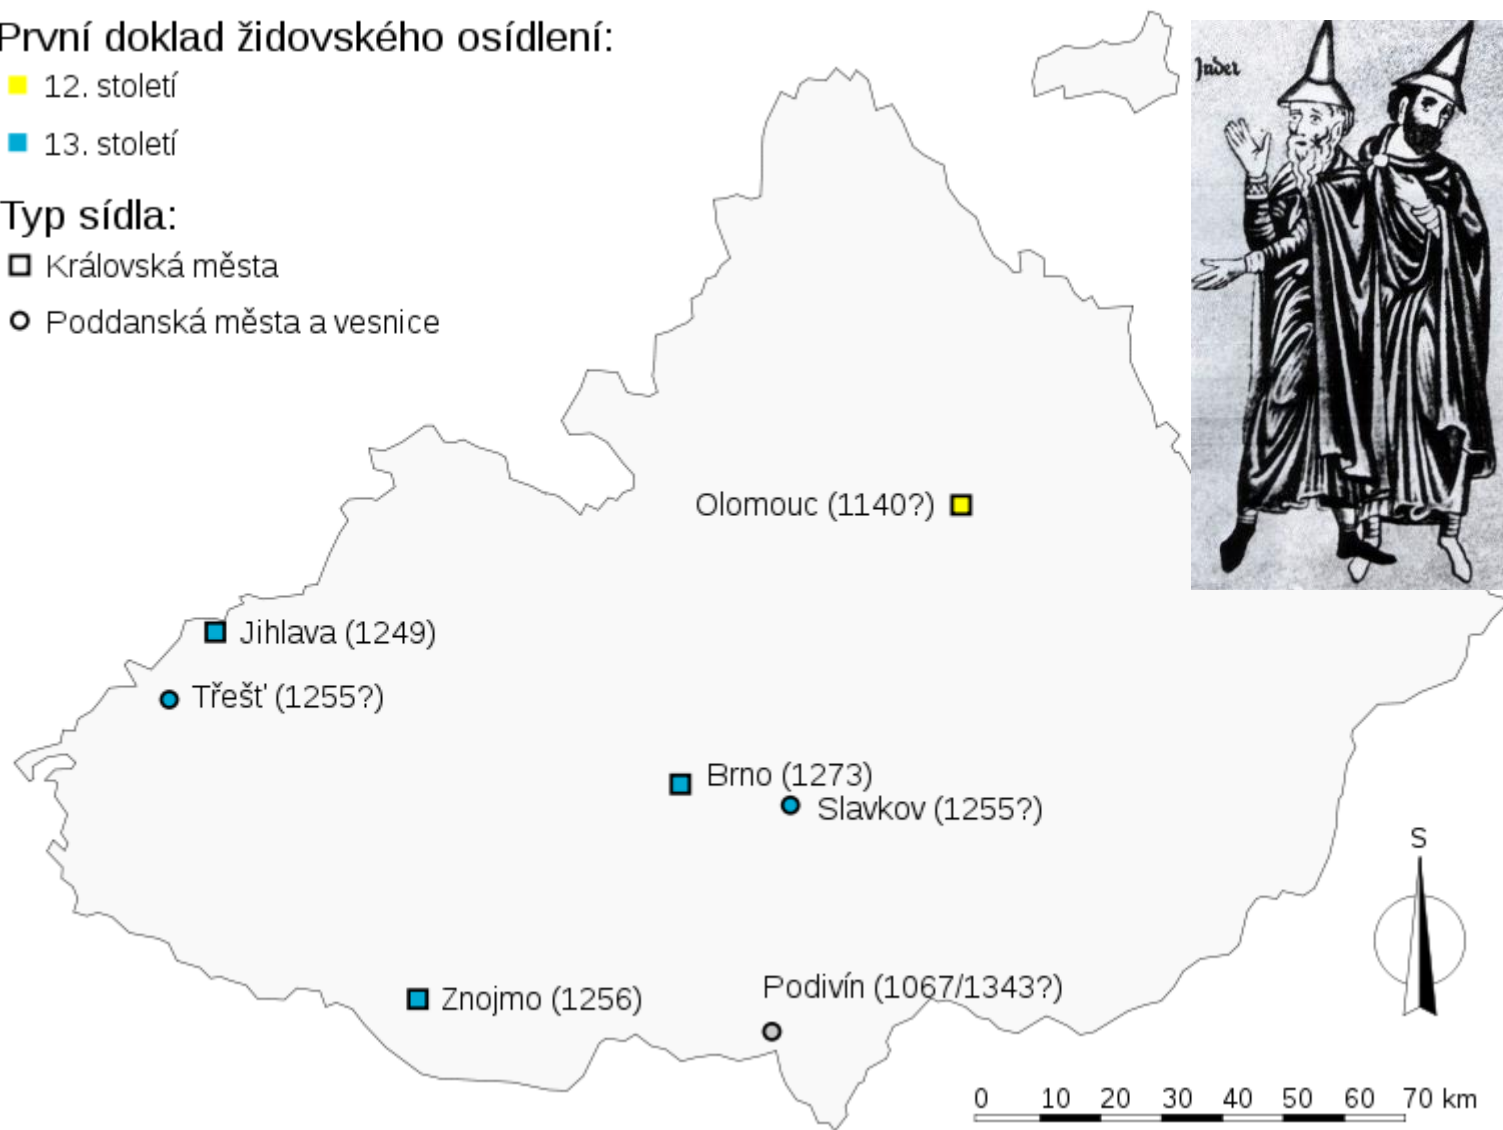 První doklad židovského osídlení:
12. století
13. století
Typ sídla:
Královská města
Poddanská města a vesnice
Judei
Olomouc (1140?)
Jihlava (1249)
Třešť (1255?)
Brno (1273)
Slavkov (1255?)
S
Podivín (1067/1343?)
Znojmo (1256)
0 10 20 30 40 50 60 70 km